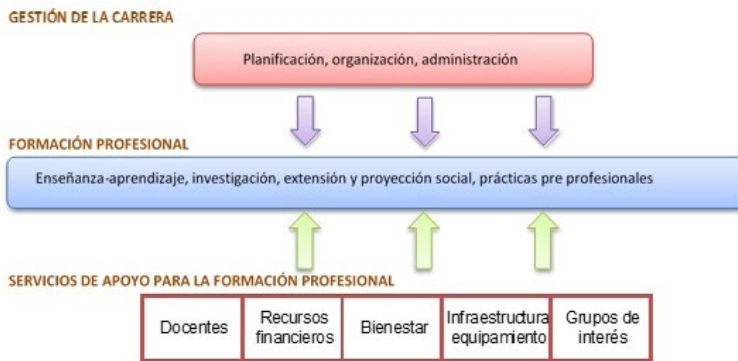 GESTIÓN DE LA CARRERA
Planificación, organización, administración
FORMACIÓN PROFESIONAL
Enseñanza-aprendizaje, investigación, extensión y proyección social, prácticas pre profesionales
SERVICIOS DE APOYO PARA LA FORMACIÓN PROFESIONAL
Docentes
Recursos
financieros
Bienestar
Infraestructura
equipamiento
Grupos de
interés